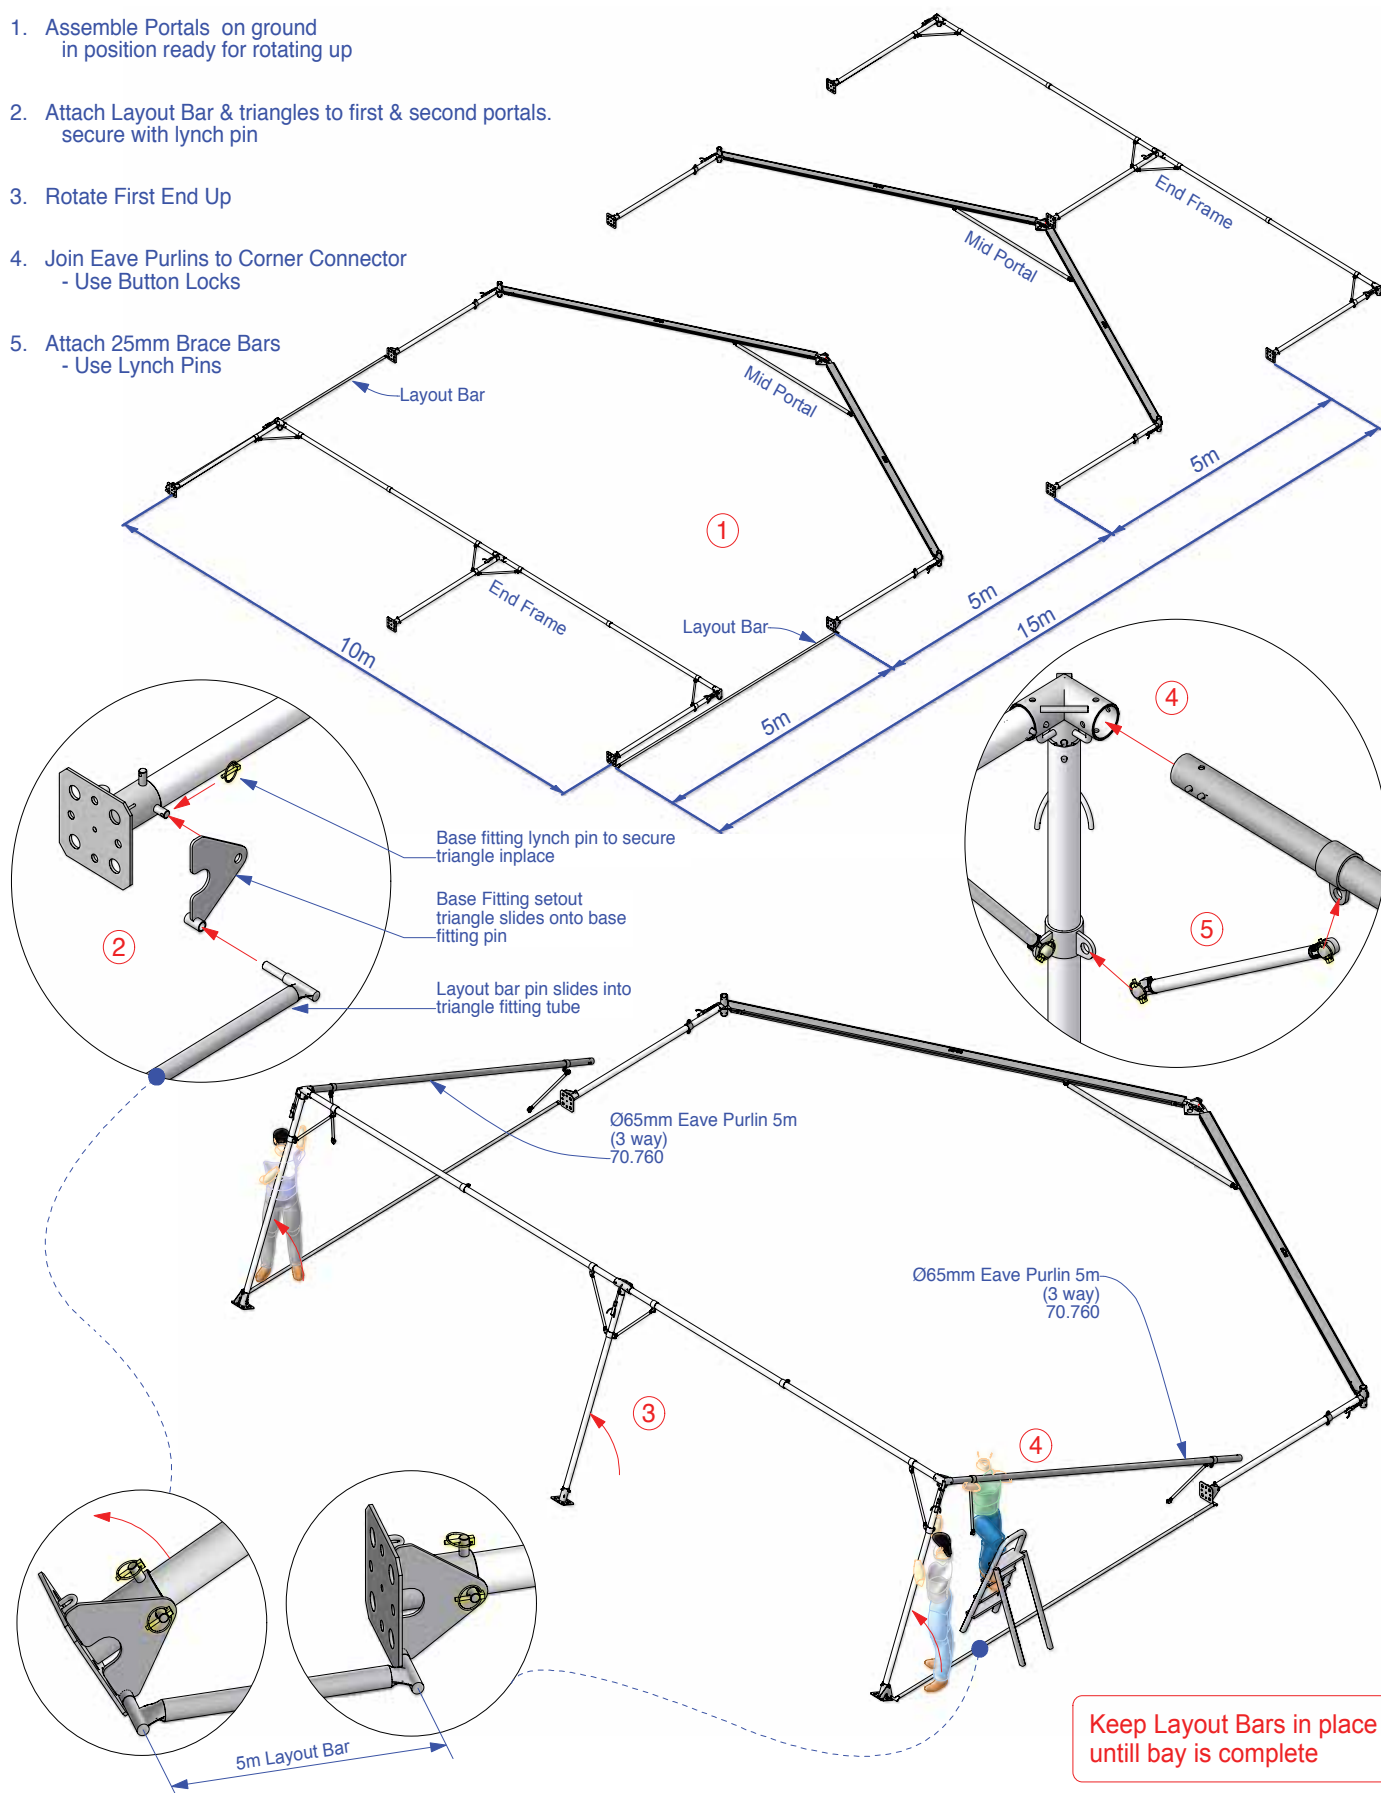 1. Assemble Portals on ground
in position ready for rotating up
2. Attach Layout Bar & triangles to first & second portals.
secure with lynch pin
3. Rotate First End Up
4. Join Eave Purlins to Corner Connector
- Use Button Locks
5. Attach 25mm Brace Bars
- Use Lynch Pins
End Frame
Mid Portal
Mid Portal
Layout Bar
1
5m
5m
15m
End Frame
Layout Bar
10m
5m
4
Base fitting lynch pin to secure
triangle inplace
Base Fitting setout
triangle slides onto base
fitting pin
2
5
Layout bar pin slides into
triangle fitting tube
Ø65mm Eave Purlin 5m
(3 way)
70.760
Ø65mm Eave Purlin 5m
(3 way)
70.760
3
4
5m Layout Bar
Keep Layout Bars in place
untill bay is complete